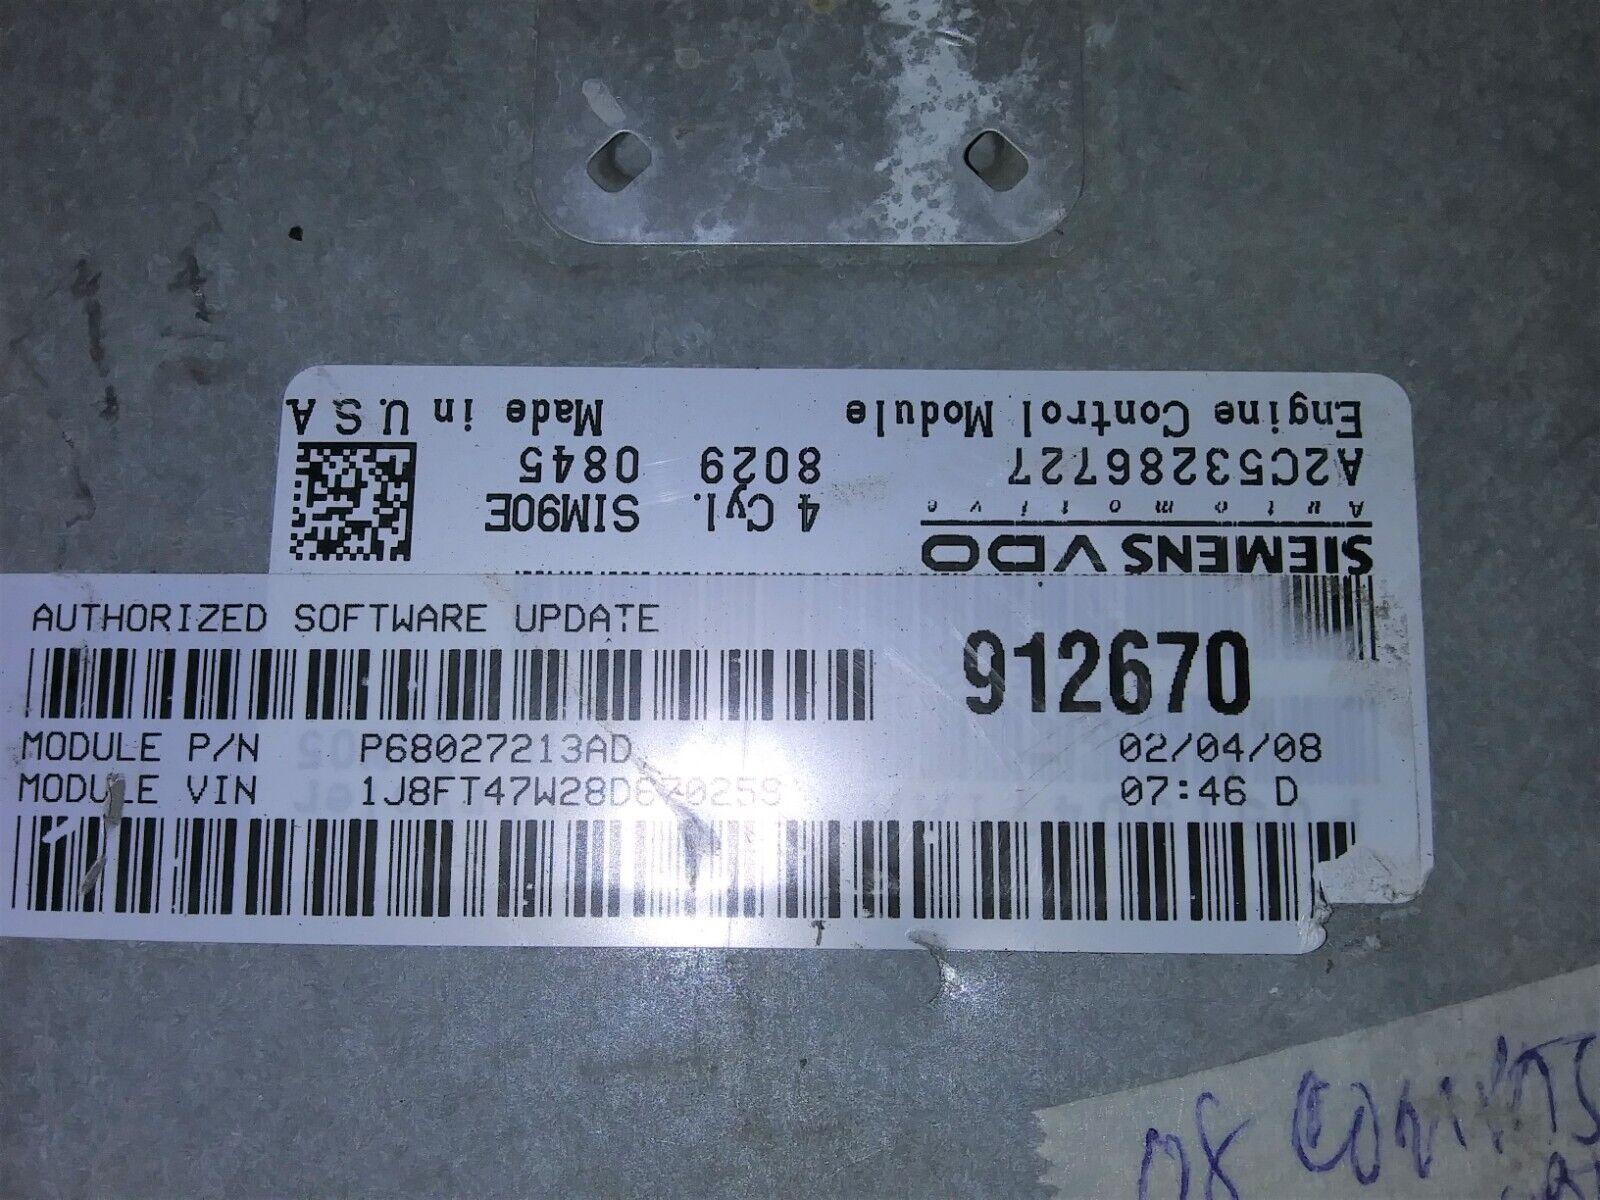 Engine Control Module Made in U.S.A
A2C53286727 8029 0845
Automotive 4 Cyl. SIM90E
SIEMENS VDO
AUTHORIZED SOFTWARE UPDATE
912670
MODULE P/N P68027213AD 02/04/08
MODULE VIN 07:46 D
08